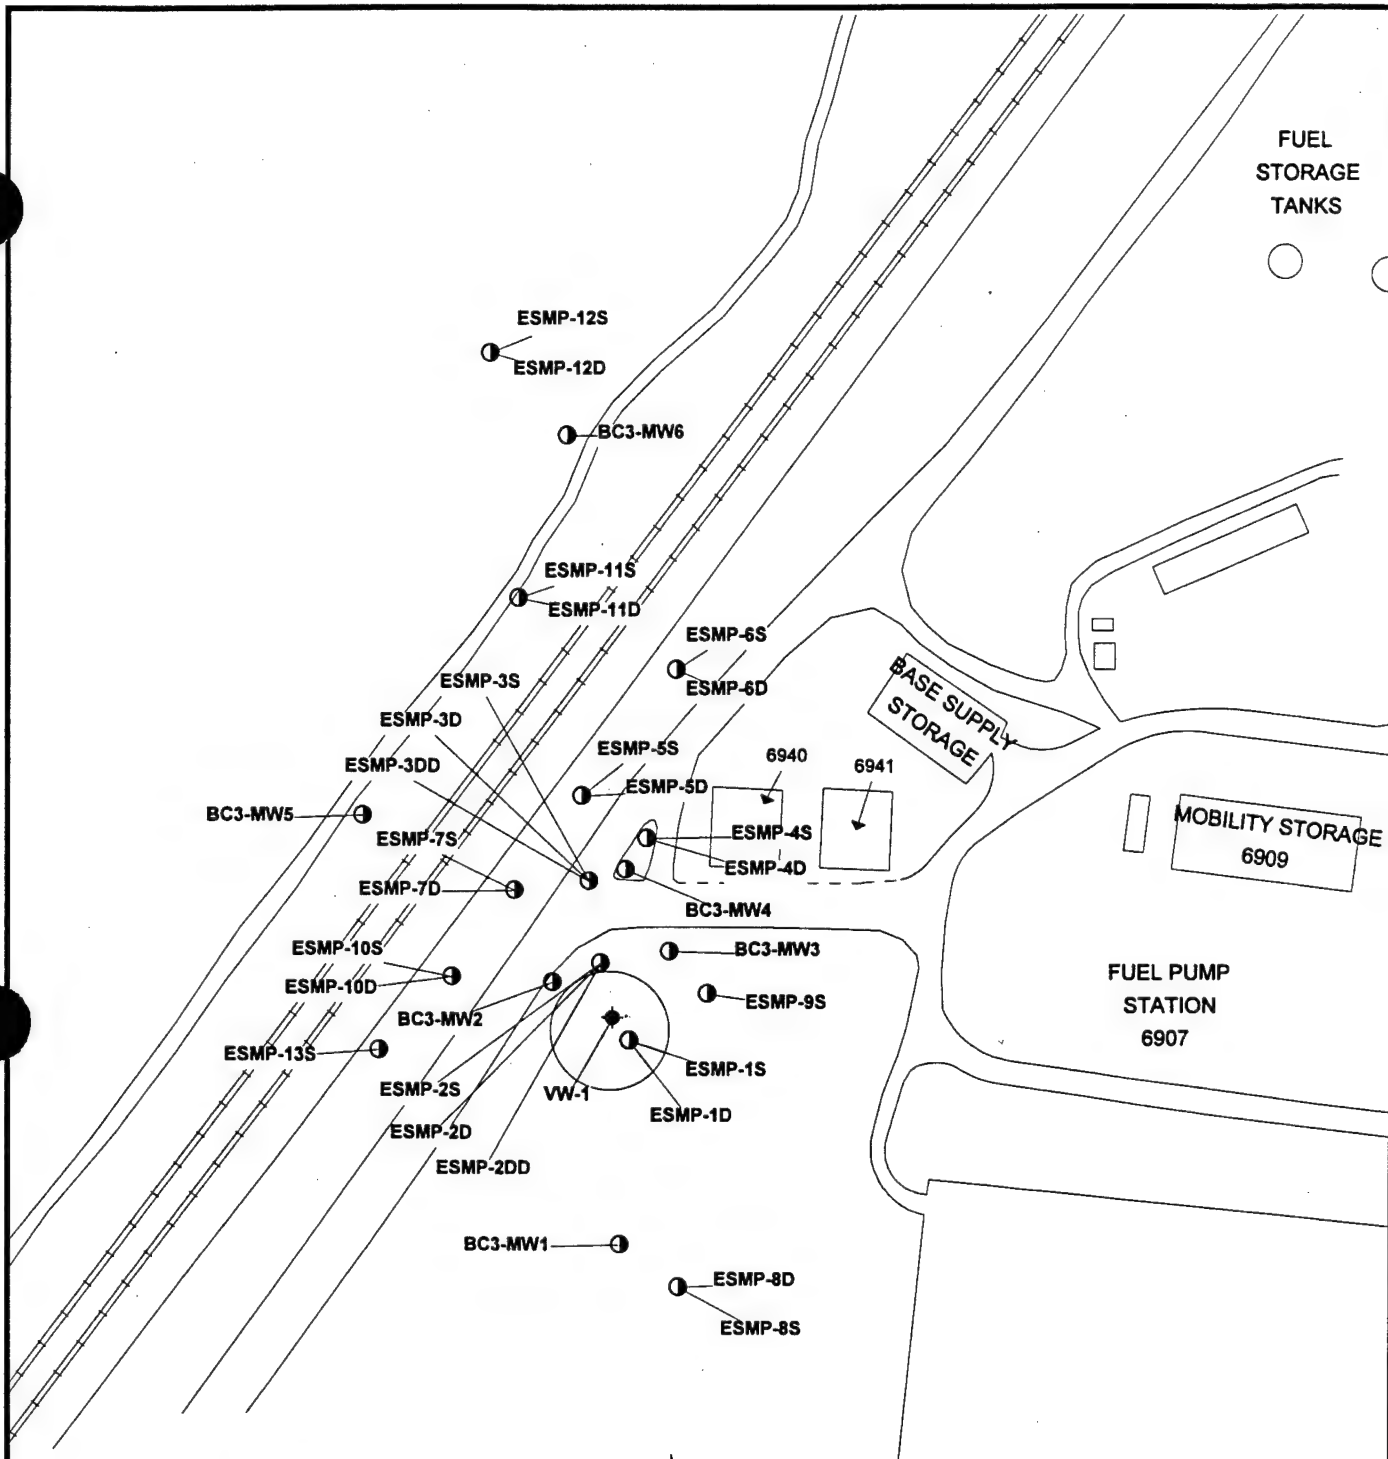 FUEL
STORAGE
TANKS
ESMP-12S
ESMP-12D
BC3-MW6
ESMP-11S
ESMP-11D
ESMP-6S
ESMP-6D
ESMP-3S
ESMP-3D
ESMP-3DD
BASE SUPPLY
STORAGE
ESMP-5S
ESMP-5D
6940
6941
BC3-MW5
ESMP-7S
ESMP-7D
ESMP-4S
ESMP-4D
MOBILITY STORAGE
6909
BC3-MW4
BC3-MW3
ESMP-10S
ESMP-10D
ESMP-9S
FUEL PUMP
STATION
6907
BC3-MW2
ESMP-13S
ESMP-1S
ESMP-2S
VW-1
ESMP-1D
ESMP-2D
ESMP-2DD
BC3-MW1
ESMP-8D
ESMP-8S